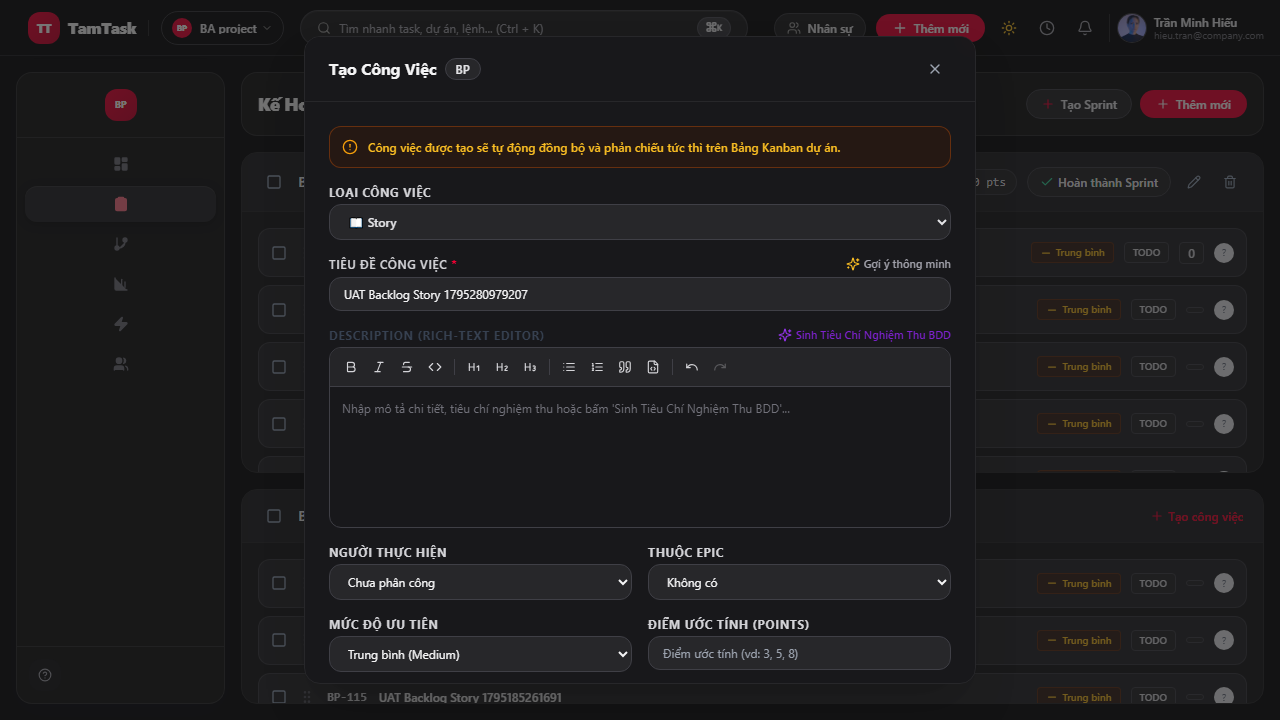 TT TamTask BP BA project Tìm nhanh task, dự án, lệnh... (Ctrl + K) ⌘K Nhân sự + Thêm mới Trần Minh Hiếu
hieu.tran@company.com
Tạo Công Việc BP
BP Kế Ho Tạo Sprint + Thêm mới
Công việc được tạo sẽ tự động đồng bộ và phản chiếu tức thì trên Bảng Kanban dự án.
pts Hoàn thành Sprint
LOẠI CÔNG VIỆC
Story
Trung bình TODO 0 ?
TIÊU ĐỀ CÔNG VIỆC * Gợi ý thông minh
UAT Backlog Story 1795280979207
Trung bình TODO ?
DESCRIPTION (RICH-TEXT EDITOR) Sinh Tiêu Chí Nghiệm Thu BDD
B I S <> H1 H2 H3
Trung bình TODO ?
Nhập mô tả chi tiết, tiêu chí nghiệm thu hoặc bấm 'Sinh Tiêu Chí Nghiệm Thu BDD'...
Trung bình TODO ?
+ Tạo công việc
NGƯỜI THỰC HIỆN THUỘC EPIC
Chưa phân công Không có
Trung bình TODO ?
MỨC ĐỘ ƯU TIÊN ĐIỂM ƯỚC TÍNH (POINTS)
Trung bình (Medium) Điểm ước tính (vd: 3, 5, 8)
Trung bình TODO ?
BP-115 UAT Backlog Story 1795185261691 Trung bình TODO ?